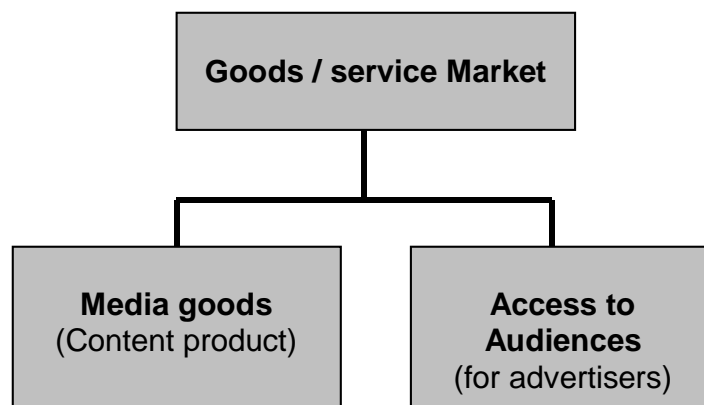 Goods / service Market
Media goods
(Content product)
Access to
Audiences
(for advertisers)